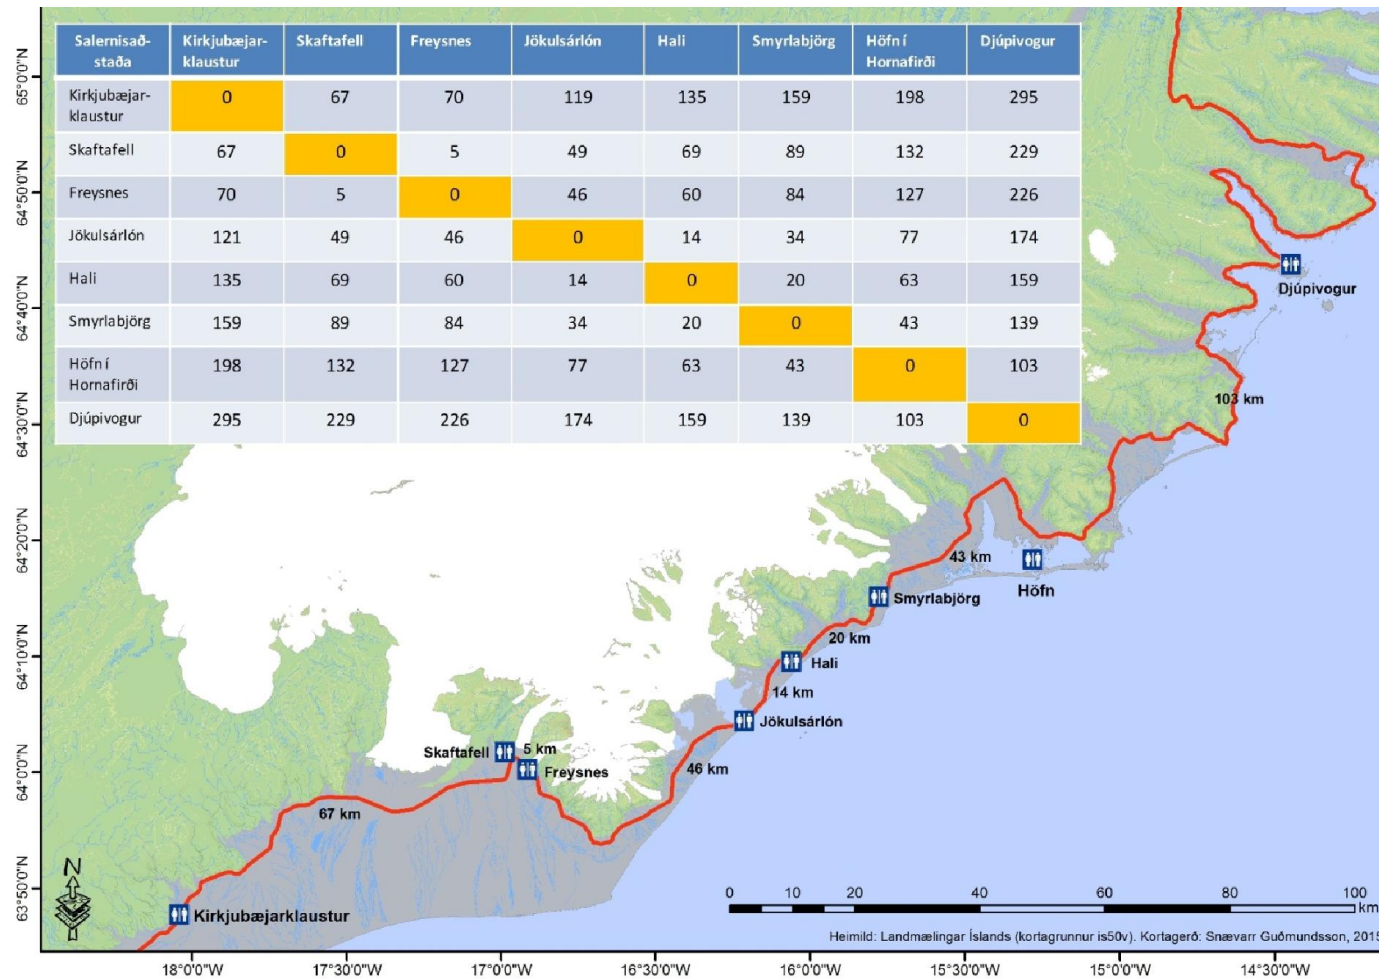 Salernisað-
staða
Kirkjubæjar-
klaustur
Skaftafell
Freysnes
Jökulsárlón
Hali
Smyrlabjörg
Höfn í
Hornafirði
Djúpivogur
Kirkjubæjar-
klaustur
0 67 70 119 135 159 198 295
Skaftafell 67 0 5 49 69 89 132 229
Freysnes 70 5 0 46 60 84 127 226
Jökulsárlón 121 49 46 0 14 34 77 174
Hali 135 69 60 14 0 20 63 159
Smyrlabjörg 159 89 84 34 20 0 43 139
Höfn í
Hornafirði
198 132 127 77 63 43 0 103
Djúpivogur 295 229 226 174 159 139 103 0
65°0'0"N
64°50'0"N
64°40'0"N
64°30'0"N
64°20'0"N
64°10'0"N
64°0'0"N
63°50'0"N
Djúpivogur
103 km
43 km
Höfn
Smyrlabjörg
20 km
Hali
14 km
Jökulsárlón
46 km
Skaftafell
5 km
Freysnes
67 km
Kirkjubæjarklaustur
N
0 10 20 40 60 80 100
km
Heimild: Landmælingar Íslands (kortagrunnur is50v). Kortagerð: Snævarr Guðmundsson, 2015
18°0'0"W 17°30'0"W 17°0'0"W 16°30'0"W 16°0'0"W 15°30'0"W 15°0'0"W 14°30'0"W